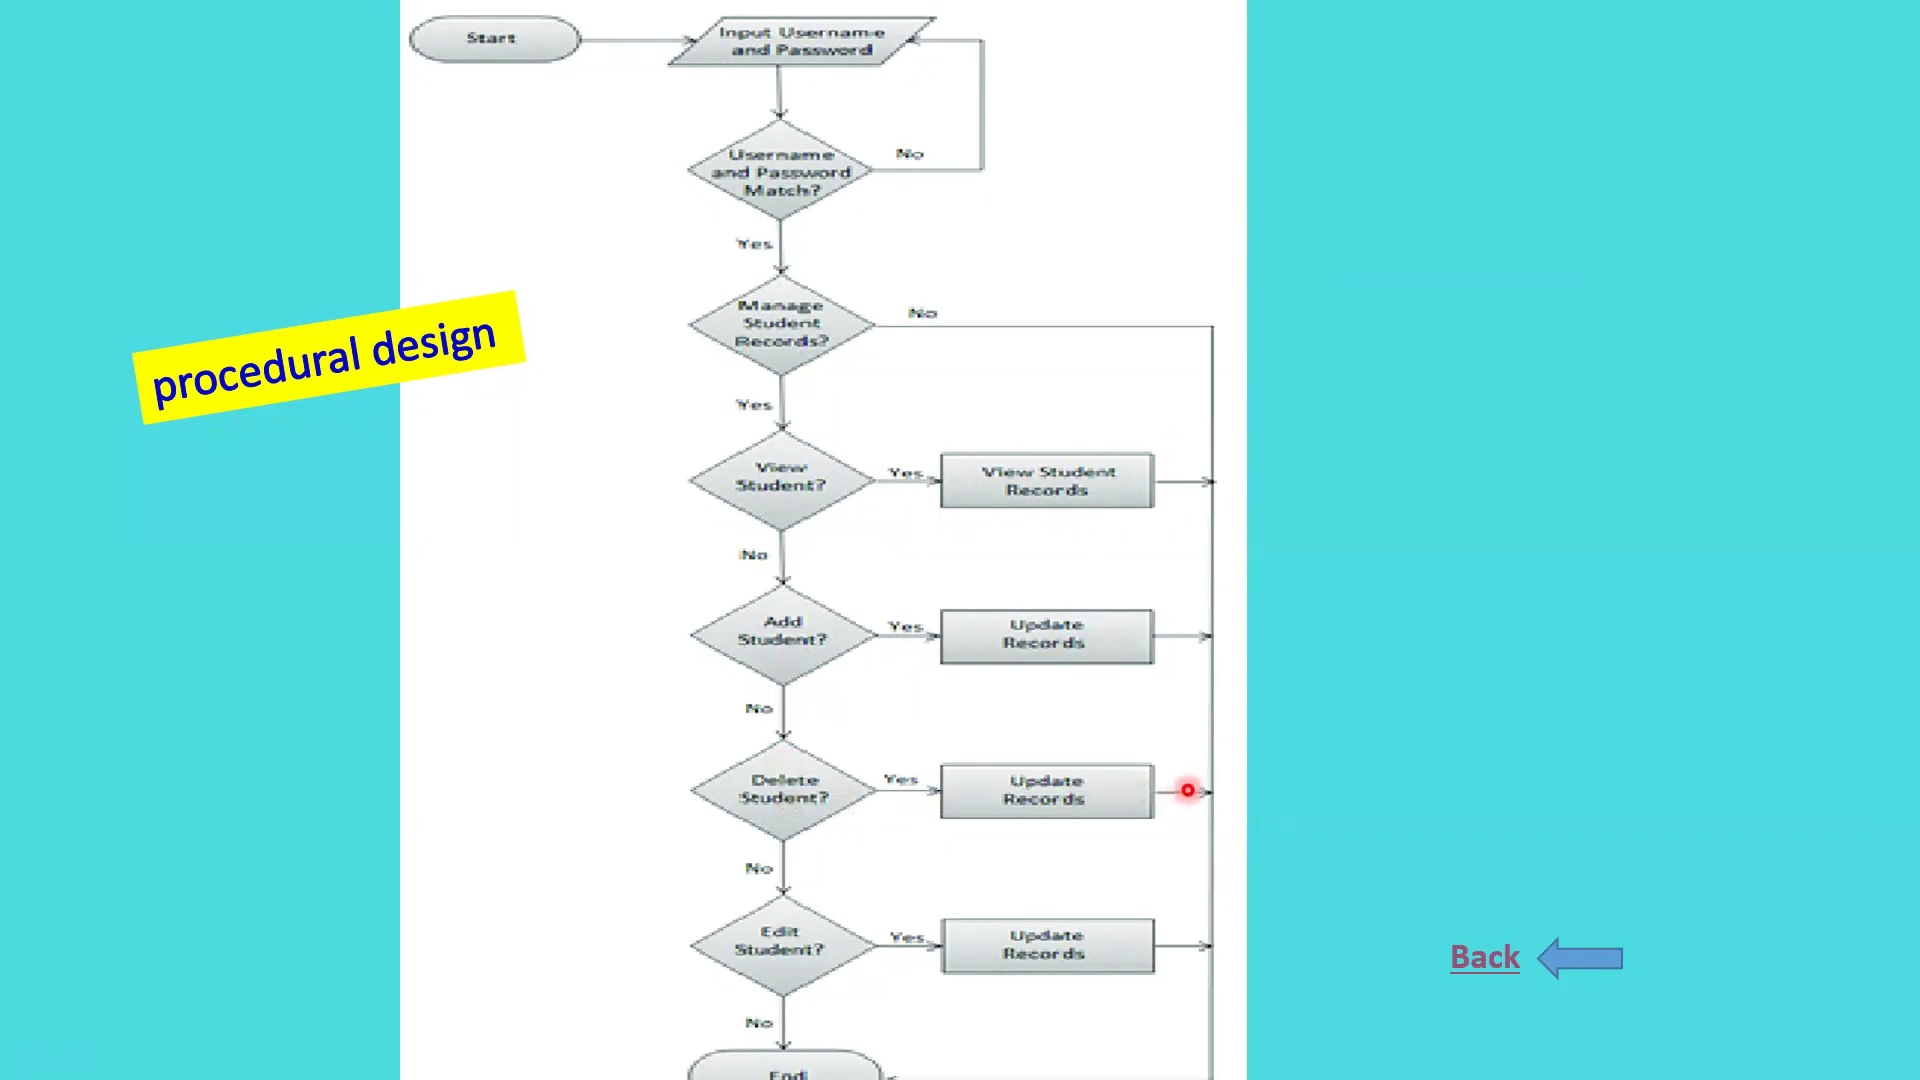 Start
Input Username
and Password
Username
and Password
Match?
No
Yes
Manage
Student
Records?
No
procedural design
Yes
View
Student?
Yes
View Student
Records
No
Add
Student?
Yes
Update
Records
No
Delete
Student?
Yes
Update
Records
No
Edit
Student?
Yes
Update
Records
Back
No
End